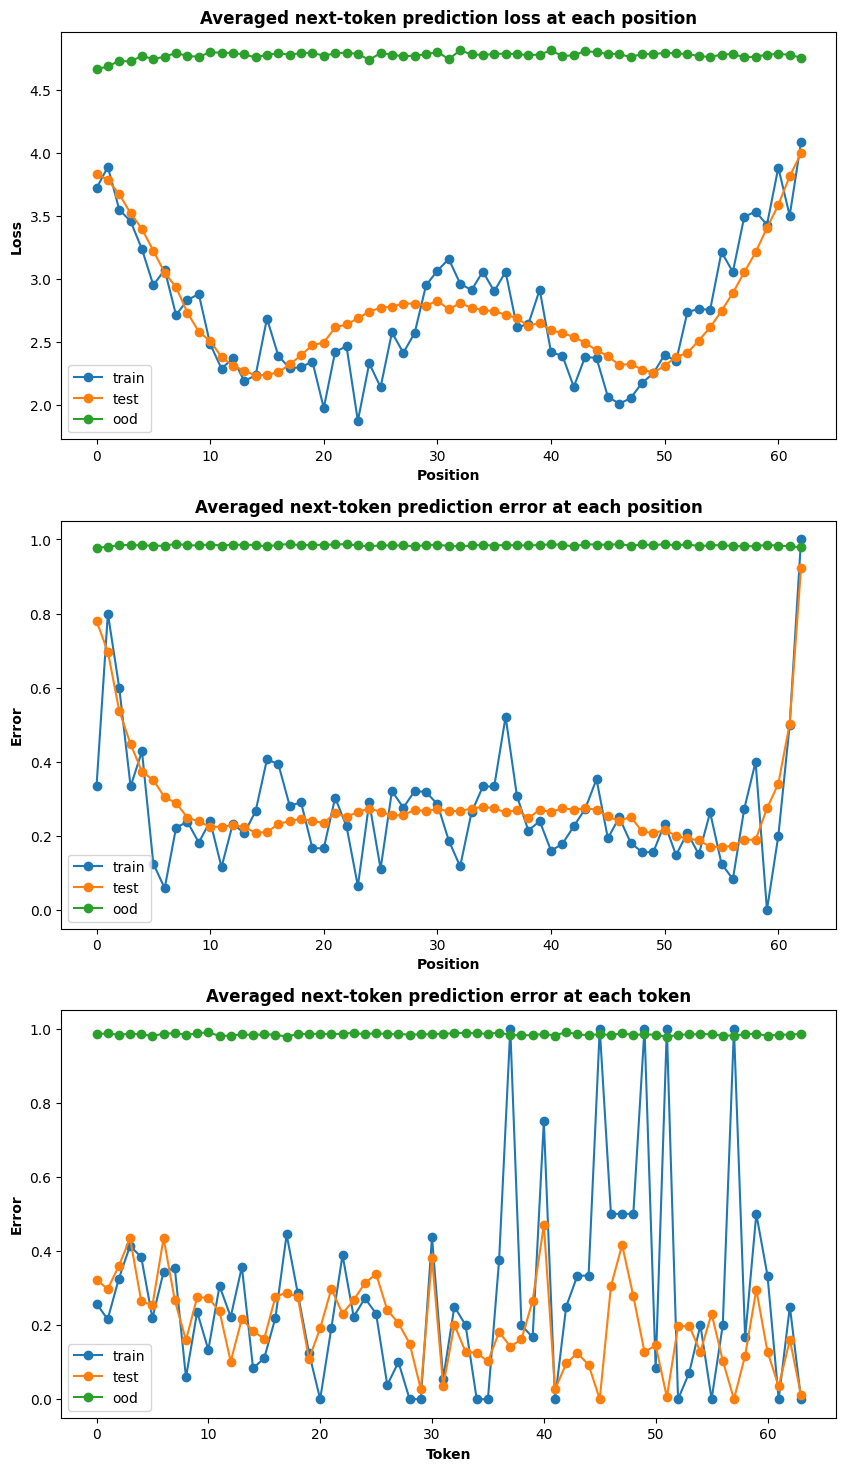 Averaged next-token prediction loss at each position
Loss
4.5
4.0
3.5
3.0
2.5
2.0
train
test
ood
0 10 20 30 40 50 60
Position
Averaged next-token prediction error at each position
Error
1.0
0.8
0.6
0.4
0.2
0.0
train
test
ood
0 10 20 30 40 50 60
Position
Averaged next-token prediction error at each token
Error
1.0
0.8
0.6
0.4
0.2
0.0
train
test
ood
0 10 20 30 40 50 60
Token